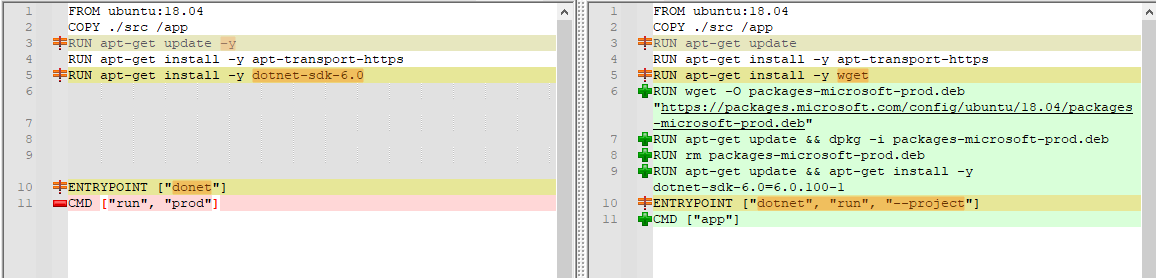 1 FROM ubuntu:18.04
2 COPY ./src /app
3 RUN apt-get update -y
4 RUN apt-get install -y apt-transport-https
5 RUN apt-get install -y dotnet-sdk-6.0
6
7
8
9
10 ENTRYPOINT ["donet"]
11 CMD ["run", "prod"]
1 FROM ubuntu:18.04
2 COPY ./src /app
3 RUN apt-get update
4 RUN apt-get install -y apt-transport-https
5 RUN apt-get install -y wget
6 RUN wget -O packages-microsoft-prod.deb
"https://packages.microsoft.com/config/ubuntu/18.04/packages
-microsoft-prod.deb"
7 RUN apt-get update && dpkg -i packages-microsoft-prod.deb
8 RUN rm packages-microsoft-prod.deb
9 RUN apt-get update && apt-get install -y
dotnet-sdk-6.0=6.0.100-1
10 ENTRYPOINT ["dotnet", "run", "--project"]
11 CMD ["app"]